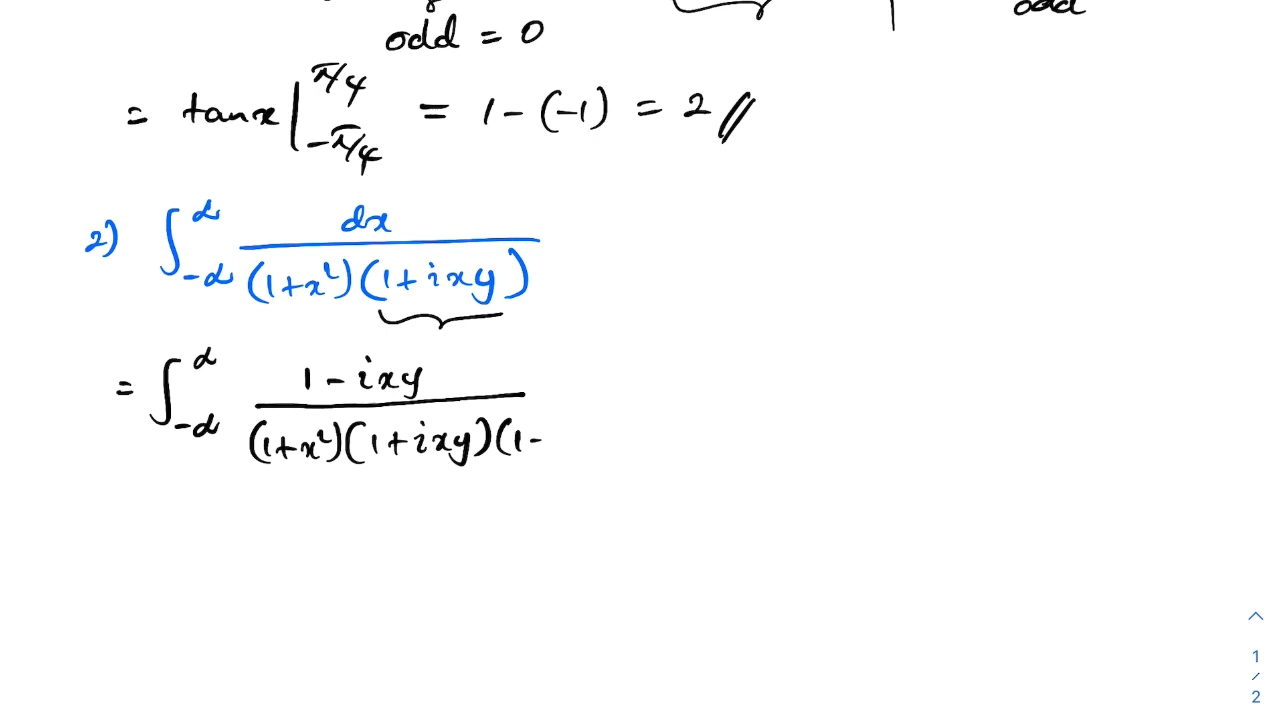 odd = 0
odd
= tanx |_{-π/4}^{π/4} = 1 - (-1) = 2 //
2) ∫_{-α}^{α} dx / (1+x²)(1+ixy)
= ∫_{-α}^{α} 1 - ixy / (1+x²)(1+ixy)(1-
1
/
2